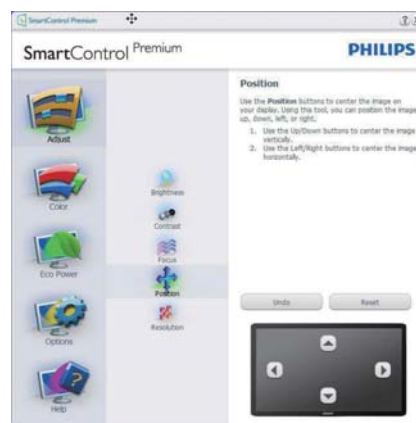 SmartControl Premium
SmartControl Premium
PHILIPS
Adjust
Color
Eco Power
Options
Help
Brightness
Contrast
Focus
Position
Resolution
Position
Use the Position buttons to center the image on
your display. Using this tool, you can position the image
up, down, left, or right.
1. Use the Up/Down buttons to center the image
vertically.
2. Use the Left/Right buttons to center the image
horizontally.
Undo
Reset